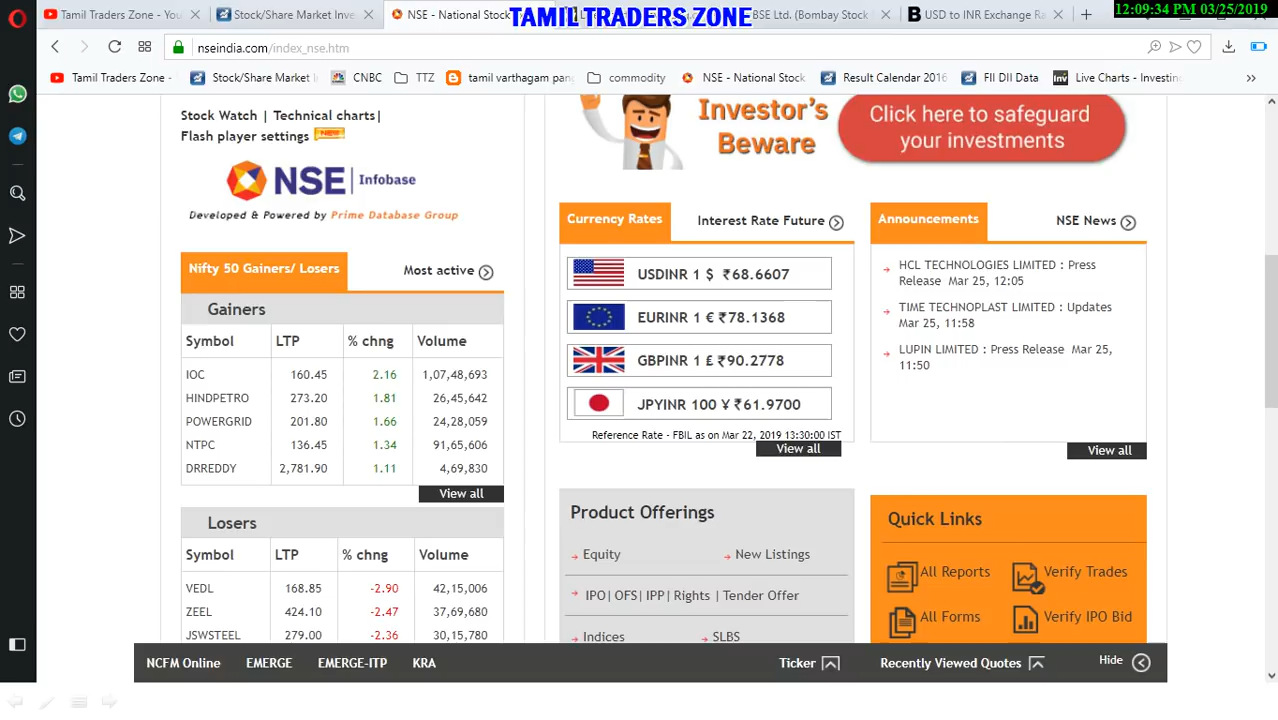 Tamil Traders Zone - You
Stock/Share Market Inve
NSE - National Stock
TAMIL TRADERS ZONE
BSE Ltd. (Bombay Stock
USD to INR Exchange Ra
12:09:34 PM 03/25/2019
nseindia.com/index_nse.htm
Tamil Traders Zone -
Stock/Share Market I
CNBC
TTZ
tamil varthagam pan
commodity
NSE - National Stock
Result Calendar 2016
FII DII Data
Live Charts - Investin
Stock Watch | Technical charts|
Flash player settings NEW
NSE | Infobase
Developed & Powered by Prime Database Group
Investor's
Beware
Click here to safeguard
your investments
Nifty 50 Gainers/ Losers Most active
Gainers
Symbol LTP % chng Volume
IOC 160.45 2.16 1,07,48,693
HINDPETRO 273.20 1.81 26,45,642
POWERGRID 201.80 1.66 24,28,059
NTPC 136.45 1.34 91,65,606
DRREDDY 2,781.90 1.11 4,69,830
View all
Losers
Symbol LTP % chng Volume
VEDL 168.85 -2.90 42,15,006
ZEEL 424.10 -2.47 37,69,680
JSWSTEEL 279.00 -2.36 30,15,780
Currency Rates Interest Rate Future
USDINR 1 $ ₹68.6607
EURINR 1 € ₹78.1368
GBPINR 1 £ ₹90.2778
JPYINR 100 ¥ ₹61.9700
Reference Rate - FBIL as on Mar 22, 2019 13:30:00 IST
View all
Announcements NSE News
HCL TECHNOLOGIES LIMITED : Press
Release Mar 25, 12:05
TIME TECHNOPLAST LIMITED : Updates
Mar 25, 11:58
LUPIN LIMITED : Press Release Mar 25,
11:50
View all
Product Offerings
Equity New Listings
IPO| OFS| IPP| Rights | Tender Offer
Indices SLBS
Quick Links
All Reports Verify Trades
All Forms Verify IPO Bid
NCFM Online EMERGE EMERGE-ITP KRA Ticker Recently Viewed Quotes Hide